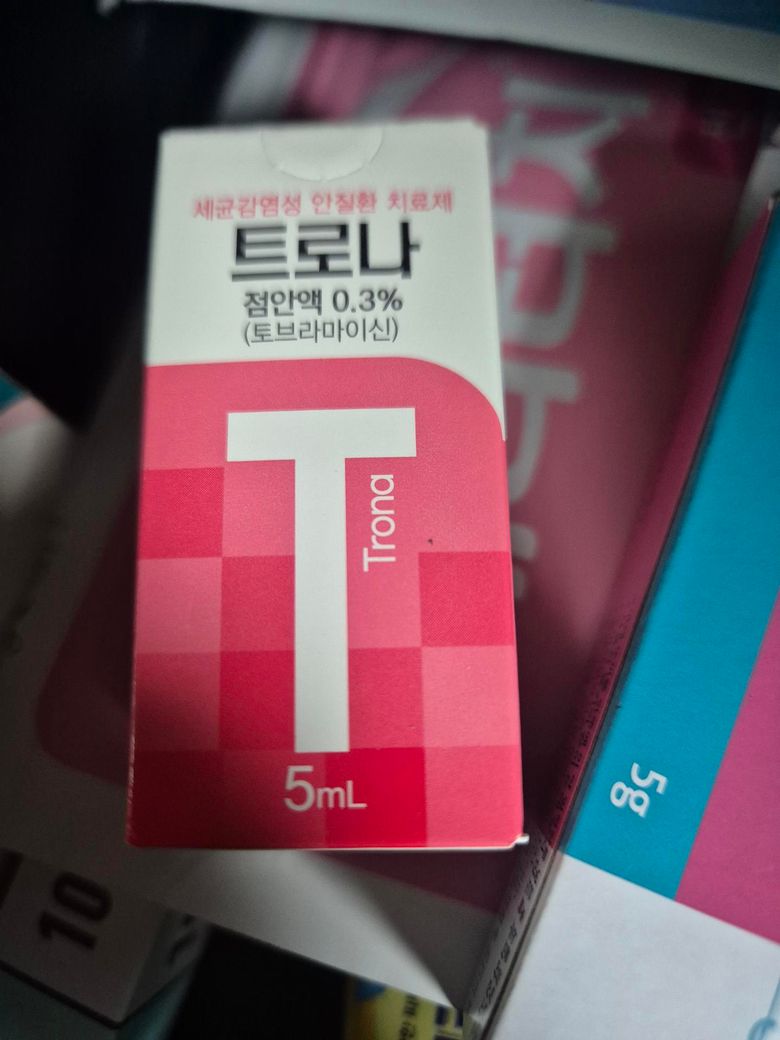 세균감염성 안질환 치료제
트로나
점안액 0.3%
(토브라마이신)
T
Trona
5mL
5g
10